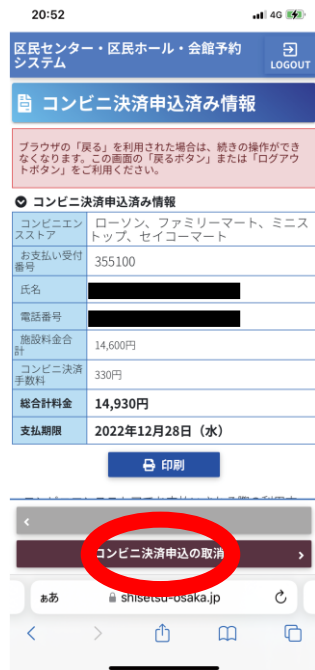 20:52
4G
区民センター・区民ホール・会館予約
システム
LOGOUT
コンビニ決済申込済み情報
ブラウザの「戻る」を利用された場合は、続きの操作ができ
なくなります。この画面の「戻るボタン」または「ログアウ
トボタン」をご利用ください。
コンビニ決済申込済み情報
コンビニエン
スストア
ローソン、ファミリーマート、ミニス
トップ、セイコーマート
お支払い受付
番号
355100
氏名
電話番号
施設料金合
計
14,600円
コンビニ決済
手数料
330円
総合計料金
14,930円
支払期限
2022年12月28日（水）
印刷
コンビニ決済申込の取消
ぁあ
shisetsu-osaka.jp